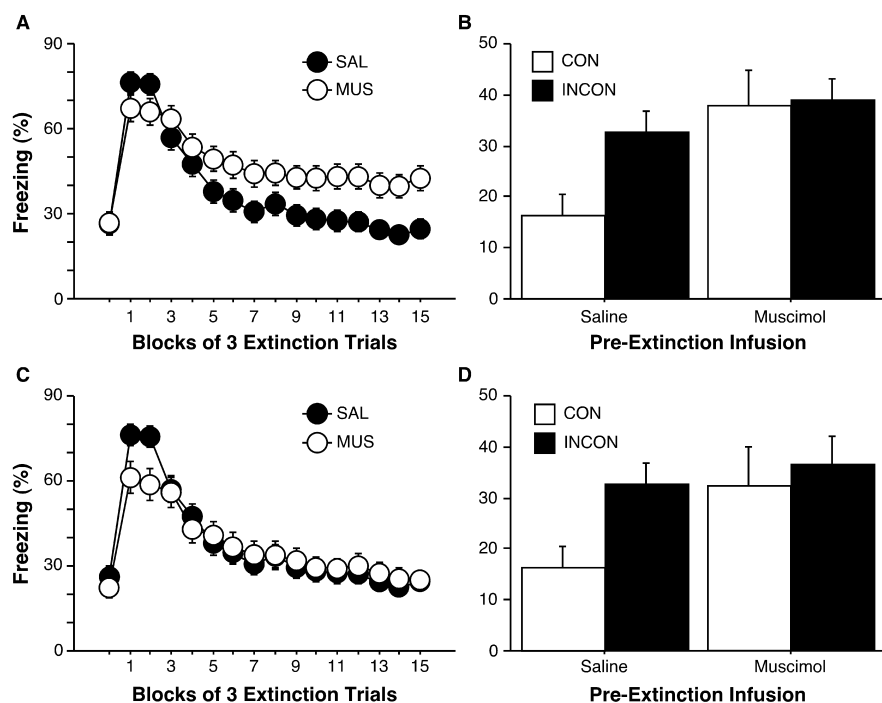 A
90
60
30
0
Freezing (%)
SAL
MUS
1 3 5 7 9 11 13 15
Blocks of 3 Extinction Trials
B
50
40
30
20
10
0
CON
INCON
Saline Muscimol
Pre-Extinction Infusion
C
90
60
30
0
Freezing (%)
SAL
MUS
1 3 5 7 9 11 13 15
Blocks of 3 Extinction Trials
D
50
40
30
20
10
0
CON
INCON
Saline Muscimol
Pre-Extinction Infusion